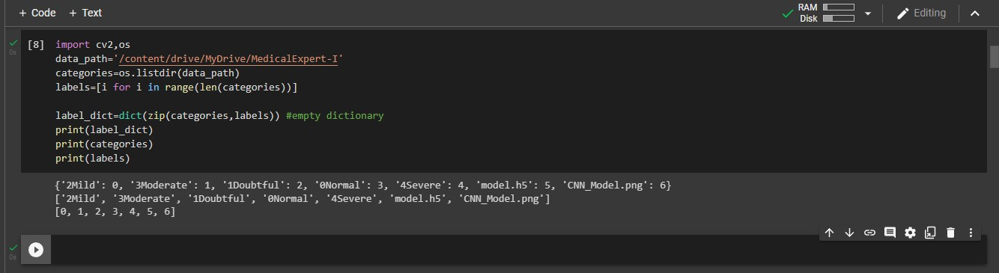 + Code + Text
RAM
Disk
Editing
[8] import cv2,os
0s
data_path='/content/drive/MyDrive/MedicalExpert-I'
categories=os.listdir(data_path)
labels=[i for i in range(len(categories))]
label_dict=dict(zip(categories,labels)) #empty dictionary
print(label_dict)
print(categories)
print(labels)
{'2Mild': 0, '3Moderate': 1, '1Doubtful': 2, '0Normal': 3, '4Severe': 4, 'model.h5': 5, 'CNN_Model.png': 6}
['2Mild', '3Moderate', '1Doubtful', '0Normal', '4Severe', 'model.h5', 'CNN_Model.png']
[0, 1, 2, 3, 4, 5, 6]
0s